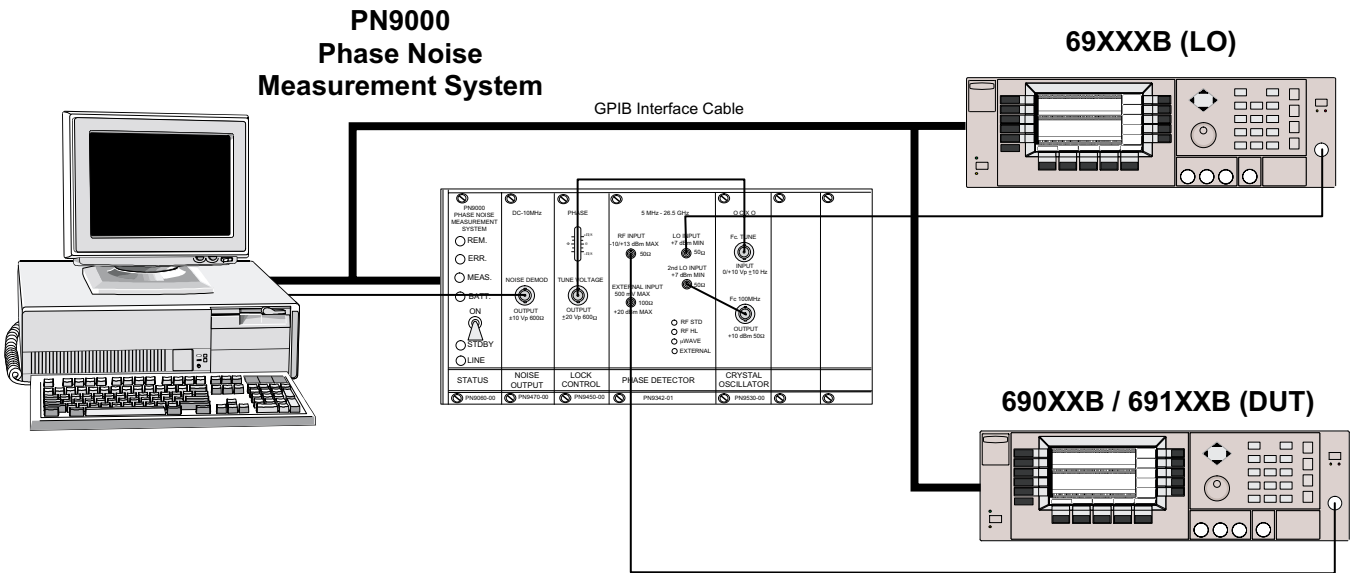 PN9000
Phase Noise
Measurement System
69XXXB (LO)
GPIB Interface Cable
PN9000
PHASE NOISE
MEASUREMENT
SYSTEM
REM.
ERR.
MEAS.
BATT.
ON
STDBY
LINE
STATUS
PN9060-00
DC-10MHz
NOISE DEMOD
OUTPUT
±10 Vp 600Ω
NOISE
OUTPUT
PN9470-00
PHASE
TUNE VOLTAGE
OUTPUT
±20 Vp 600Ω
LOCK
CONTROL
PN9450-00
5 MHz - 26.5 GHz
RF INPUT
-10/+13 dBm MAX
50Ω
LO INPUT
+7 dBm MIN
50Ω
2nd LO INPUT
+7 dBm MIN
50Ω
EXTERNAL INPUT
500 mV MAX
100Ω
+20 dBm MAX
RF STD
RF HL
µWAVE
EXTERNAL
PHASE DETECTOR
PN9342-01
O C X O
Fc. TUNE
INPUT
0/+10 Vp ±10 Hz
Fc 100MHz
OUTPUT
+10 dBm 50Ω
CRYSTAL
OSCILLATOR
PN9530-00
690XXB / 691XXB (DUT)